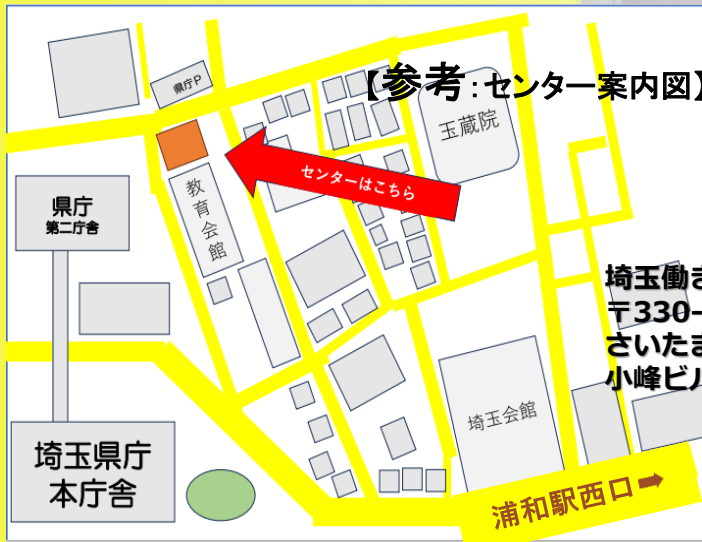 【参考:センター案内図】
県庁P
玉蔵院
センターはこちら
教育会館
県庁
第二庁舎
埼玉働き
〒330-
さいたま
小峰ビル
埼玉会館
埼玉県庁
本庁舎
浦和駅西口➡